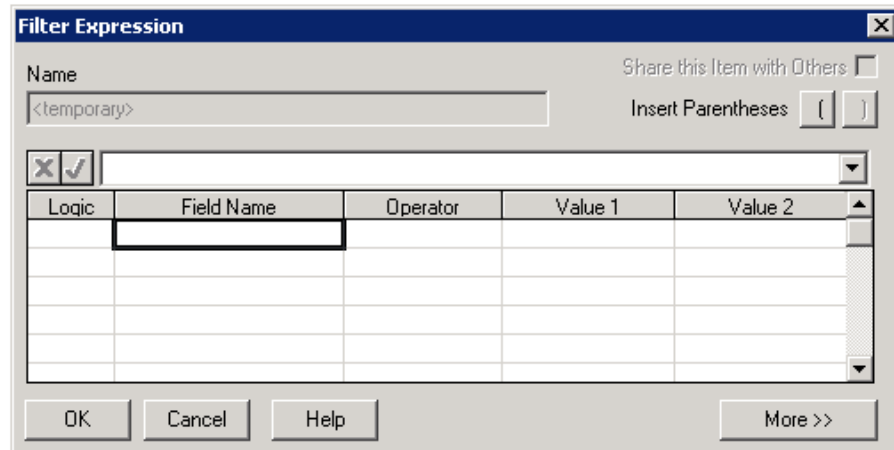 Filter Expression
Share this Item with Others
Name
<temporary>
Insert Parentheses ( )
Logic Field Name Operator Value 1 Value 2
OK Cancel Help More >>